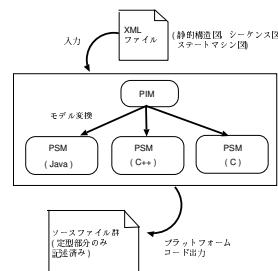 XML
ファイル
(静的構造図, シーケンス図
ステートマシン図)
入力
PIM
モデル変換
PSM
(Java)
PSM
(C++)
PSM
(C)
ソースファイル群
(定型部分のみ
記述済み)
プラットフォーム
コード出力